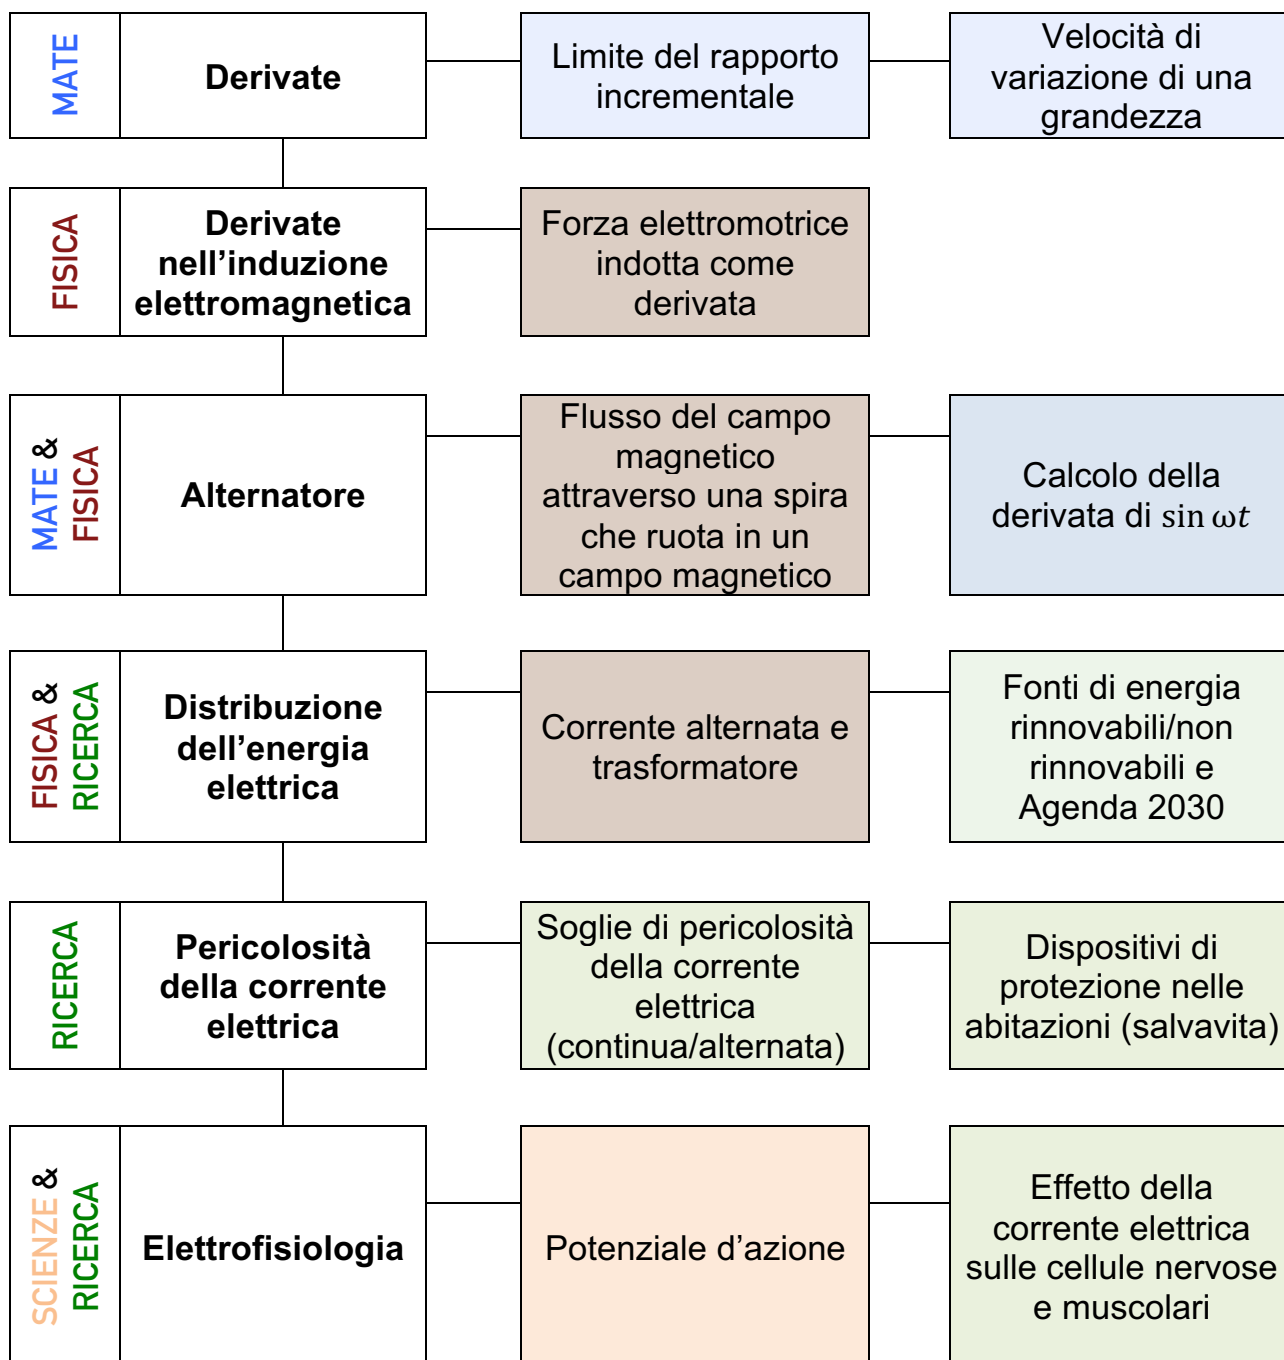 MATE
Derivate
Limite del rapporto
incrementale
Velocità di
variazione di una
grandezza
FISICA
Derivate
nell’induzione
elettromagnetica
Forza elettromotrice
indotta come
derivata
MATE &
FISICA
Alternatore
Flusso del campo
magnetico
attraverso una spira
che ruota in un
campo magnetico
Calcolo della
derivata di sin ωt
FISICA &
RICERCA
Distribuzione
dell’energia
elettrica
Corrente alternata e
trasformatore
Fonti di energia
rinnovabili/non
rinnovabili e
Agenda 2030
RICERCA
Pericolosità
della corrente
elettrica
Soglie di pericolosità
della corrente
elettrica
(continua/alternata)
Dispositivi di
protezione nelle
abitazioni (salvavita)
SCIENZE &
RICERCA
Elettrofisiologia
Potenziale d’azione
Effetto della
corrente elettrica
sulle cellule nervose
e muscolari